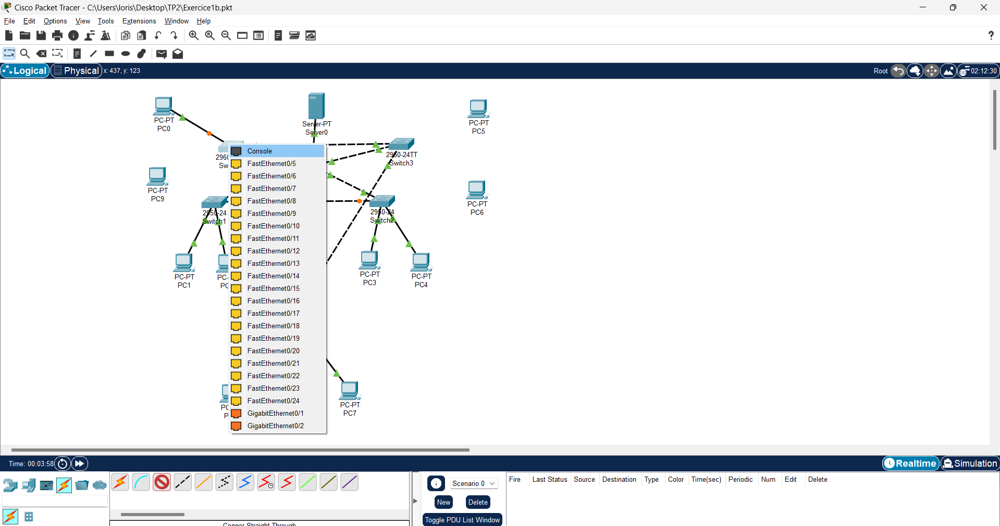 Cisco Packet Tracer - C:\Users\loris\Desktop\TP2\Exercice1b.pkt
File Edit Options View Tools Extensions Window Help
?
Logical Physical x: 437, y: 123 Root 02:12:30
PC-PT
PC0
Server-PT
Server0
PC-PT
PC5
2960
Sw
2950-24TT
Switch3
PC-PT
PC9
PC-PT
PC6
2950-24
Switch1
2950-24
Switch2
PC-PT
PC1
PC-
PC
PC-PT
PC3
PC-PT
PC4
PC
P
PC-PT
PC7
Console
FastEthernet0/5
FastEthernet0/6
FastEthernet0/7
FastEthernet0/8
FastEthernet0/9
FastEthernet0/10
FastEthernet0/11
FastEthernet0/12
FastEthernet0/13
FastEthernet0/14
FastEthernet0/15
FastEthernet0/16
FastEthernet0/17
FastEthernet0/18
FastEthernet0/19
FastEthernet0/20
FastEthernet0/21
FastEthernet0/22
FastEthernet0/23
FastEthernet0/24
GigabitEthernet0/1
GigabitEthernet0/2
Time: 00:03:58 Realtime Simulation
Scenario 0
New Delete
Toggle PDU List Window
Fire Last Status Source Destination Type Color Time(sec) Periodic Num Edit Delete
Copper Straight-Through